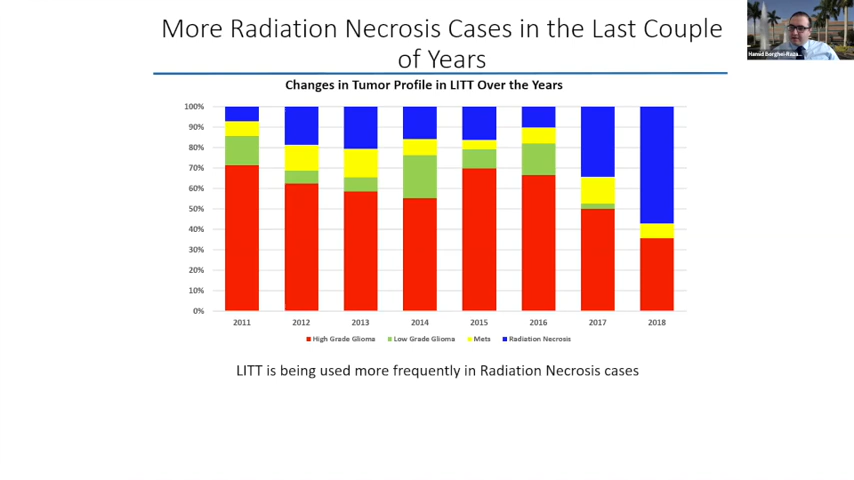 More Radiation Necrosis Cases in the Last Couple
of Years
Changes in Tumor Profile in LITT Over the Years
100%
90%
80%
70%
60%
50%
40%
30%
20%
10%
0%
2011 2012 2013 2014 2015 2016 2017 2018
High Grade Glioma Low Grade Glioma Mets Radiation Necrosis
LITT is being used more frequently in Radiation Necrosis cases